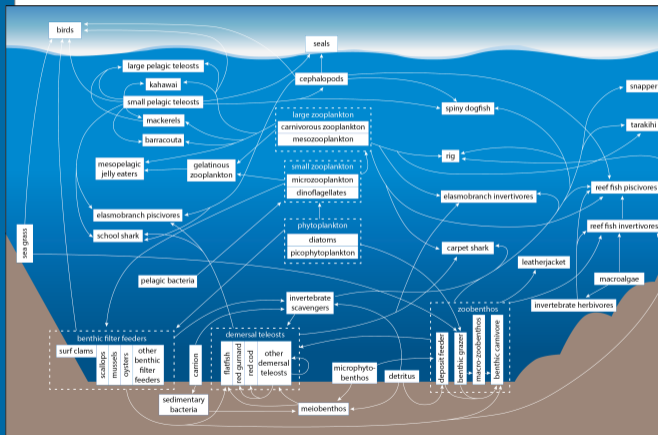 birds
seals
large pelagic teleosts
kahawai
cephalopods
snapper
small pelagic teleosts
spiny dogfish
mackerels
large zooplankton
carnivorous zooplankton
mesozooplankton
tarakihi
barracouta
mesopelagic
jelly eaters
gelatinous
zooplankton
small zooplankton
microzooplankton
dinoflagellates
rig
reef fish piscivores
elasmobranch invertivores
elasmobranch piscivores
school shark
phytoplankton
diatoms
picophytoplankton
reef fish invertivores
sea grass
carpet shark
leatherjacket
pelagic bacteria
macroalgae
invertebrate
scavengers
zoobenthos
invertebrate herbivores
benthic filter feeders
surf clams
scallops
mussels
oysters
other
benthic
filter
feeders
carrion
demersal teleosts
flatfish
red gurnard
red cod
other
demersal
teleosts
deposit feeder
benthic grazer
macro-zoobenthos
benthic carnivore
microphyto-
benthos
detritus
sedimentary
bacteria
meiobenthos